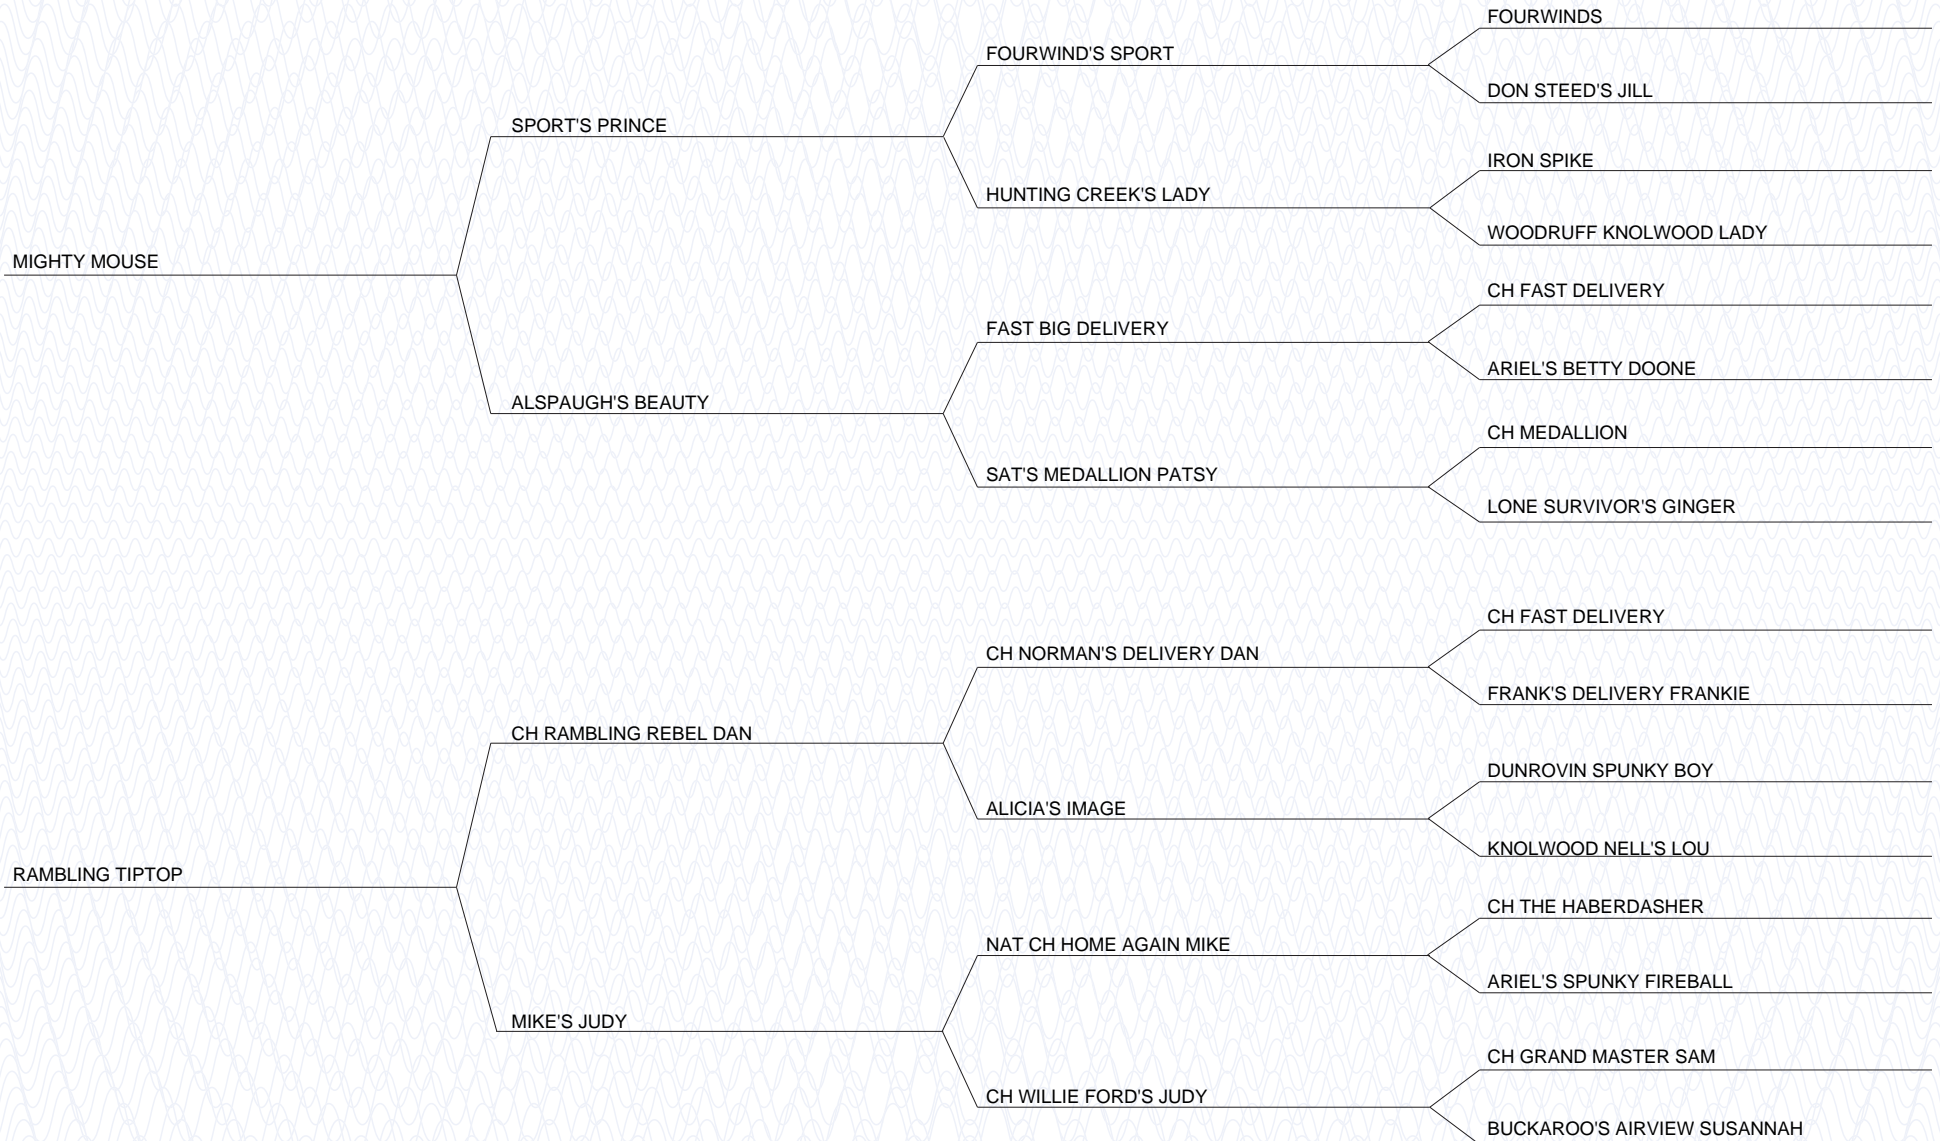 FOURWINDS
FOURWIND'S SPORT
DON STEED'S JILL
SPORT'S PRINCE
IRON SPIKE
HUNTING CREEK'S LADY
WOODRUFF KNOLWOOD LADY
MIGHTY MOUSE
CH FAST DELIVERY
FAST BIG DELIVERY
ARIEL'S BETTY DOONE
ALSPAUGH'S BEAUTY
CH MEDALLION
SAT'S MEDALLION PATSY
LONE SURVIVOR'S GINGER
CH FAST DELIVERY
CH NORMAN'S DELIVERY DAN
FRANK'S DELIVERY FRANKIE
CH RAMBLING REBEL DAN
DUNROVIN SPUNKY BOY
ALICIA'S IMAGE
KNOLWOOD NELL'S LOU
RAMBLING TIPTOP
CH THE HABERDASHER
NAT CH HOME AGAIN MIKE
ARIEL'S SPUNKY FIREBALL
MIKE'S JUDY
CH GRAND MASTER SAM
CH WILLIE FORD'S JUDY
BUCKAROO'S AIRVIEW SUSANNAH